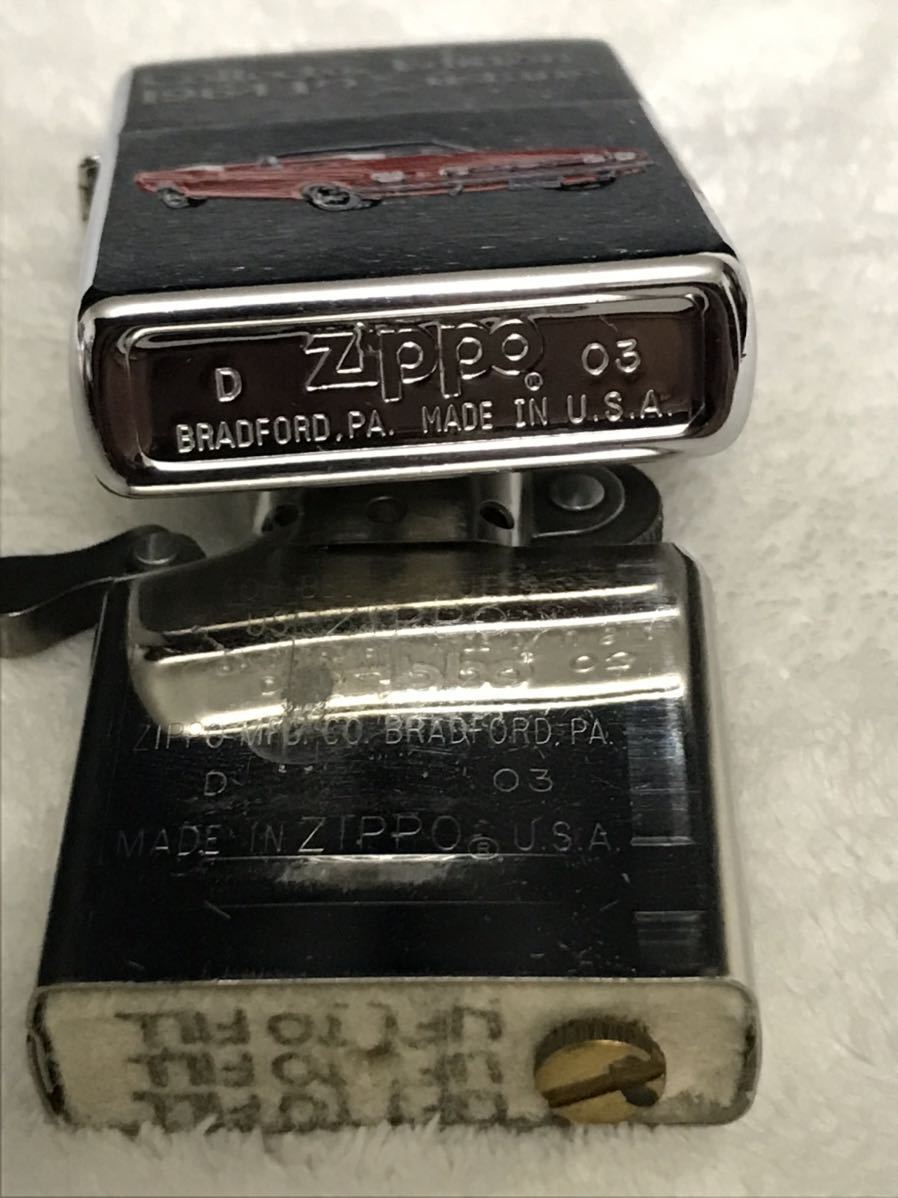 D Zippo® 03
BRADFORD, PA. MADE IN U.S.A.
ZIPPO
ZIPPO MFG. CO. BRADFORD, PA.
D 03
MADE IN ZIPPO® U.S.A.
LIFT TO FILL
LIFT TO FILL
LIFT TO FILL